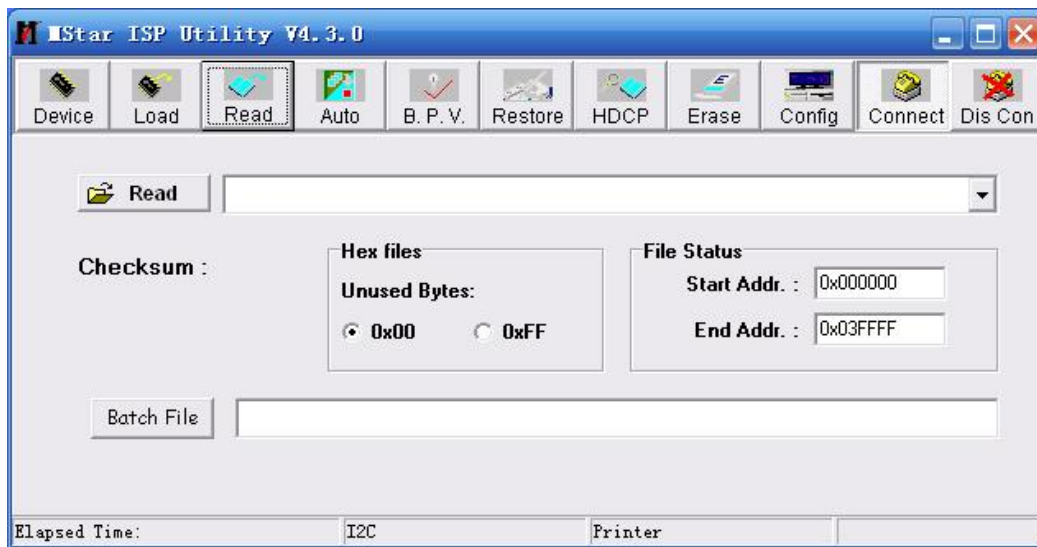 MStar ISP Utility V4.3.0
Device Load Read Auto B. P. V. Restore HDCP Erase Config Connect Dis Con
Read
Checksum :
Hex files
Unused Bytes:
0x00 0xFF
File Status
Start Addr. : 0x000000
End Addr. : 0x03FFFF
Batch File
Elapsed Time: I2C Printer